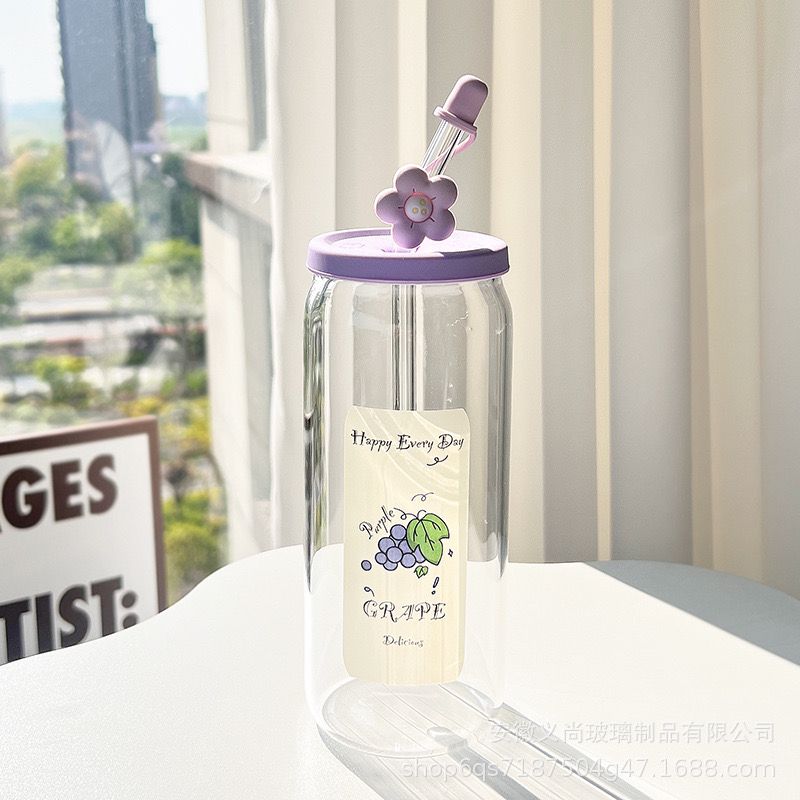 Happy Every Day
Purple
GRAPE
Delicious
GES
TIST:
安徽义尚玻璃制品有限公司
shop6qs7187504g47.1688.com